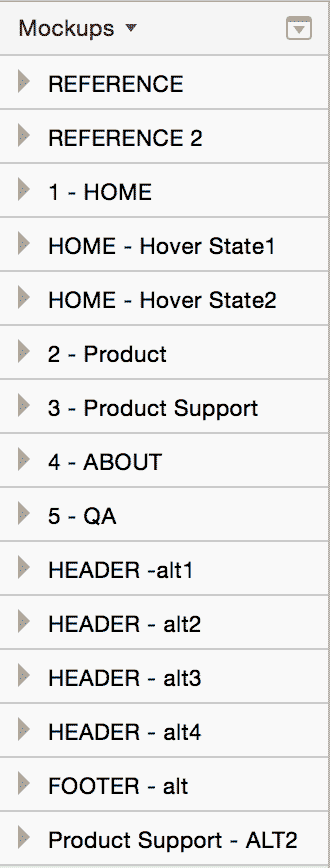 Mockups
REFERENCE
REFERENCE 2
1 - HOME
HOME - Hover State1
HOME - Hover State2
2 - Product
3 - Product Support
4 - ABOUT
5 - QA
HEADER -alt1
HEADER - alt2
HEADER - alt3
HEADER - alt4
FOOTER - alt
Product Support - ALT2